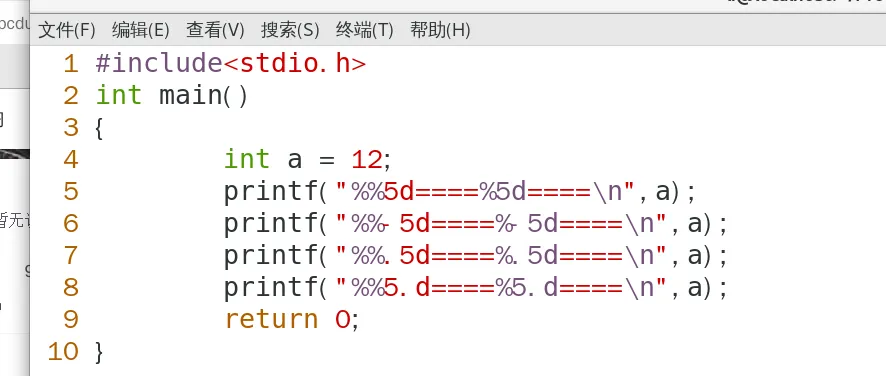 文件(F) 编辑(E) 查看(V) 搜索(S) 终端(T) 帮助(H)
1 #include<stdio.h>
2 int main()
3 {
4 int a = 12;
5 printf("%%5d====%5d====\n",a);
6 printf("%%-5d====%-5d====\n",a);
7 printf("%%.5d====%.5d====\n",a);
8 printf("%%5.d====%5.d====\n",a);
9 return 0;
10 }